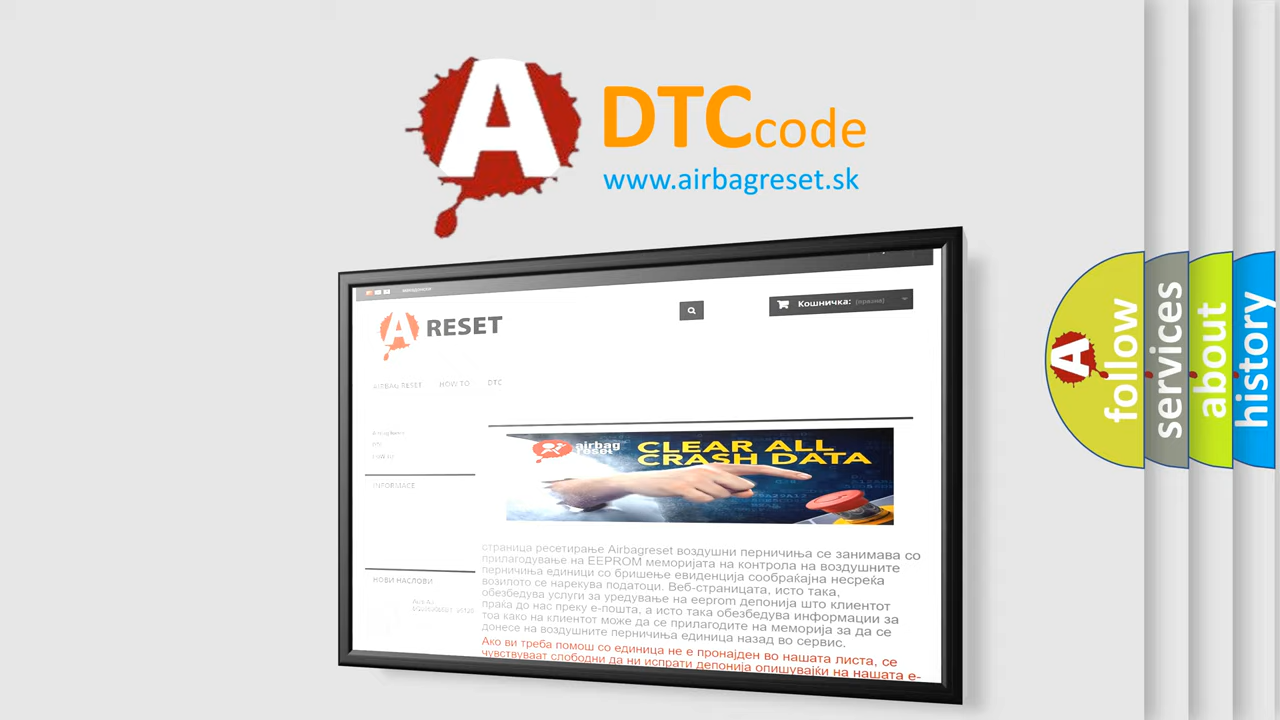 A
DTCcode
www.airbagreset.sk
A RESET
Кошничка: (празни)
AIRBAG RESET HOW TO DTC
INFORMACE
airbag
reset
CLEAR ALL
CRASH DATA
страница ресетирање Airbagreset воздушни перничиња се занимава со
прилагодување на EEPROM меморијата на контрола на воздушните
перничиња единици со бришење евиденција сообраќајна несреќа
возилото се нарекува податоци. Веб-страницата, исто така,
обезбедува услуги за уредување на eeprom депонија што клиентот
праќа до нас преку е-пошта, а исто така обезбедува информации за
тоа како на клиентот може да се прилагодите на меморија за да се
донесе на воздушните перничиња единица назад во сервис.
Ако ви треба помош со единица не е пронајден во нашата листа, се
чувствуваат слободни да ни испрати депонија опишувајќи на нашата е-
НОВИ НАСЛОВИ
A
follow
services
about
history